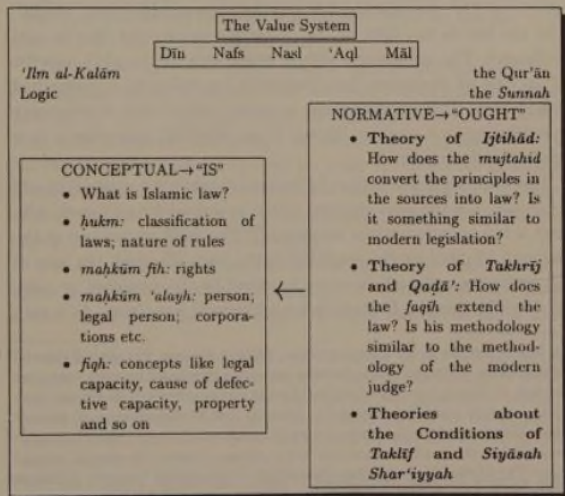 The Value System
Dīn Nafs Nasl ‘Aql Māl
‘Ilm al-Kalām
Logic
the Qur’ān
the Sunnah
CONCEPTUAL→“IS”
• What is Islamic law?
• ḥukm: classification of
laws; nature of rules
• maḥkūm fīh: rights
• maḥkūm ‘alayh: person;
legal person; corpora-
tions etc.
• fiqh: concepts like legal
capacity, cause of defec-
tive capacity, property
and so on
←
NORMATIVE→“OUGHT”
• Theory of Ijtihād:
How does the mujtahid
convert the principles in
the sources into law? Is
it something similar to
modern legislation?
• Theory of Takhrīj
and Qaḍā’: How does
the faqīh extend the
law? Is his methodology
similar to the method-
ology of the modern
judge?
• Theories about
the Conditions of
Taklīf and Siyāsah
Shar‘iyyah